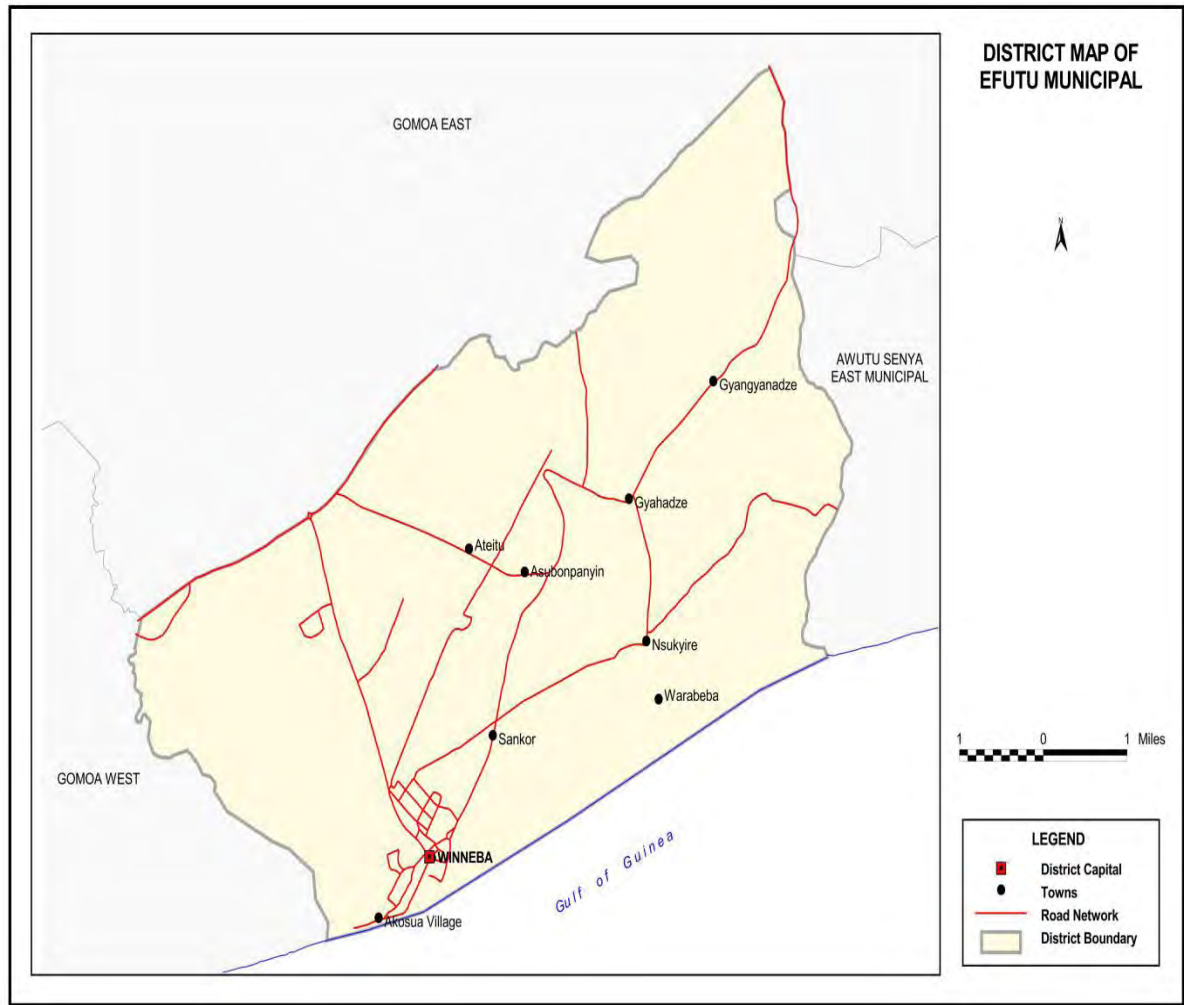 DISTRICT MAP OF
EFUTU MUNICIPAL
GOMOA EAST
N
AWUTU SENYA
EAST MUNICIPAL
Gyangyanadze
Gyahadze
Ateitu
Asubonpanyin
Nsukyire
Warabeba
Sankor
GOMOA WEST
1 0 1 Miles
WINNEBA
Gulf of Guinea
Akosua Village
LEGEND
District Capital
Towns
Road Network
District Boundary